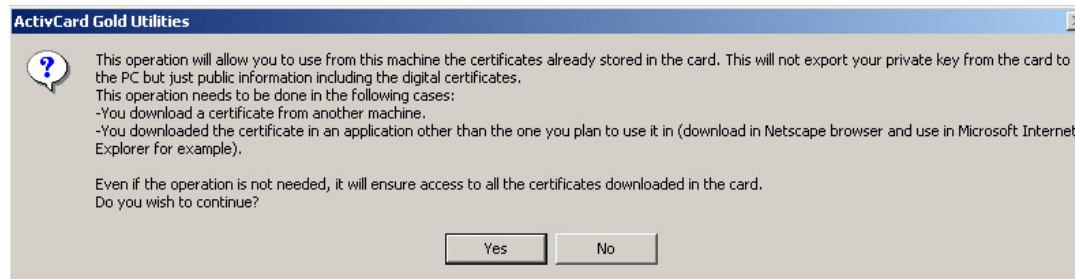 ActivCard Gold Utilities
This operation will allow you to use from this machine the certificates already stored in the card. This will not export your private key from the card to
the PC but just public information including the digital certificates.
This operation needs to be done in the following cases:
-You download a certificate from another machine.
-You downloaded the certificate in an application other than the one you plan to use it in (download in Netscape browser and use in Microsoft Internet
Explorer for example).
Even if the operation is not needed, it will ensure access to all the certificates downloaded in the card.
Do you wish to continue?
Yes No